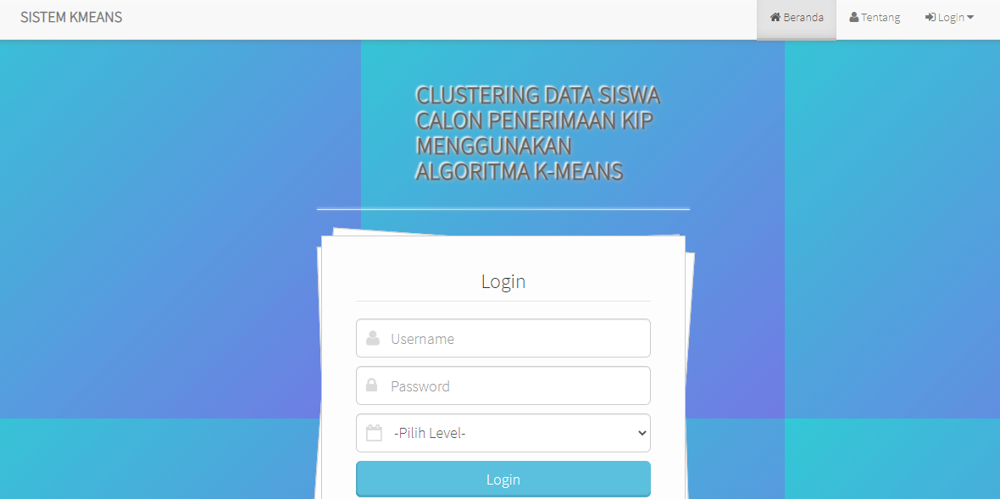 SISTEM KMEANS
Beranda
Tentang
Login
CLUSTERING DATA SISWA
CALON PENERIMAAN KIP
MENGGUNAKAN
ALGORITMA K-MEANS
Login
Username
Password
-Pilih Level-
Login